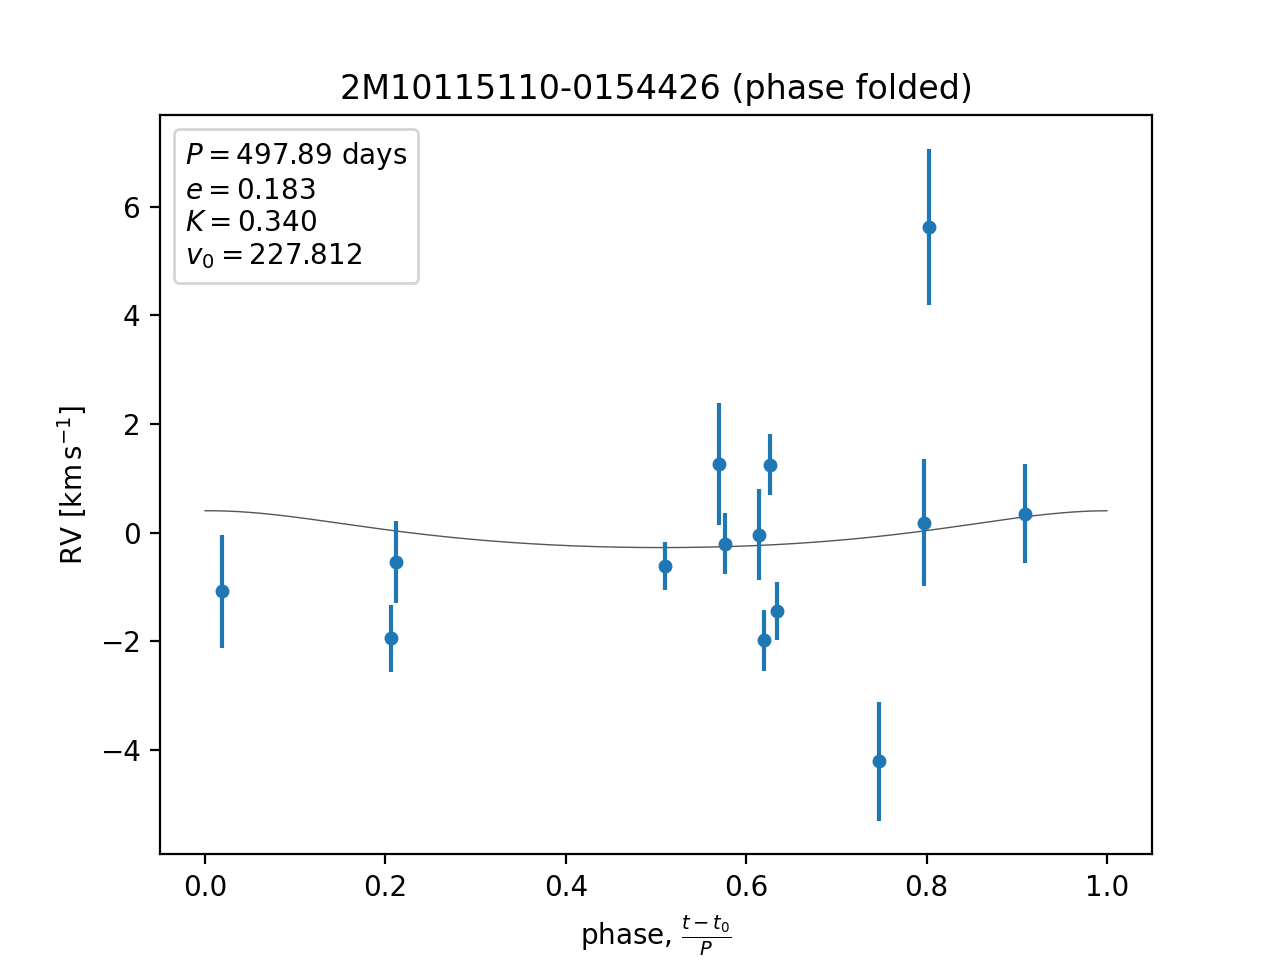 2M10115110-0154426 (phase folded)
P = 497.89 days
e = 0.183
K = 0.340
v₀ = 227.812
6
4
2
0
−2
−4
RV [km s⁻¹]
0.0 0.2 0.4 0.6 0.8 1.0
phase, (t − t₀)/P